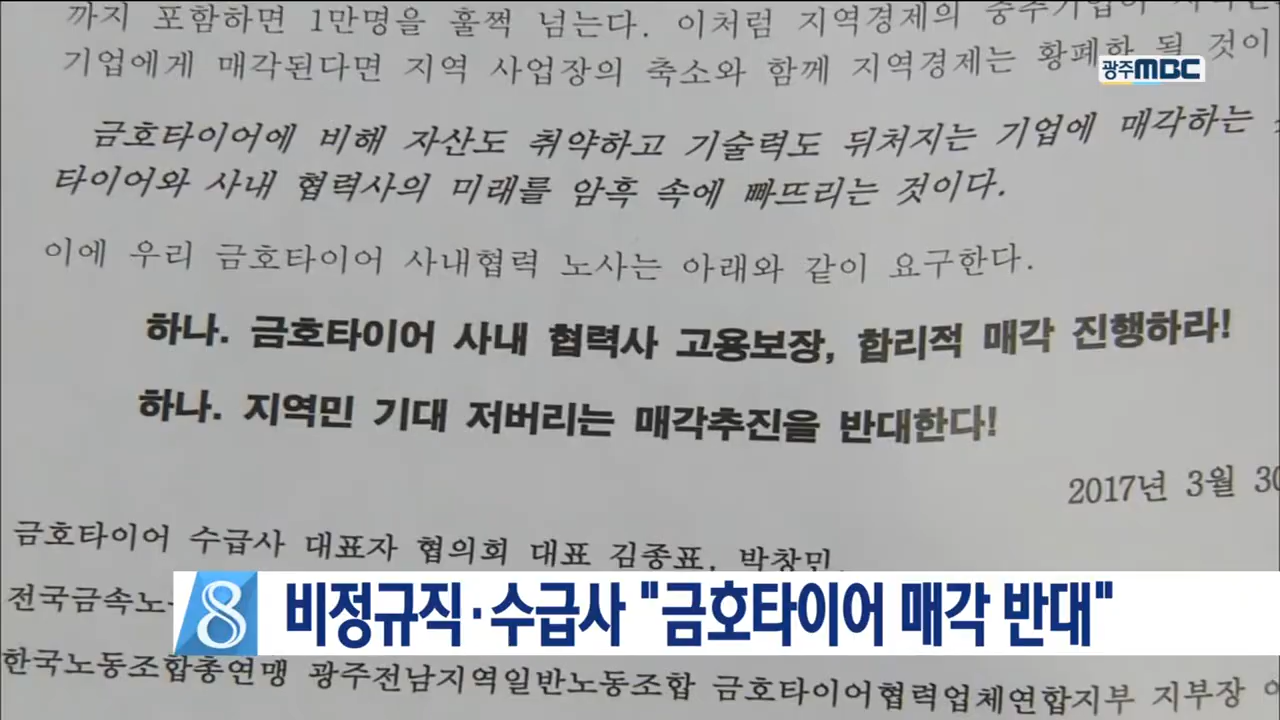 까지 포함하면 1만명을 훌쩍 넘는다. 이처럼 지역경제의 중추기업이
기업에게 매각된다면 지역 사업장의 축소와 함께 지역경제는 황폐화 될 것이
광주MBC
금호타이어에 비해 자산도 취약하고 기술력도 뒤처지는 기업에 매각하는
타이어와 사내 협력사의 미래를 암흑 속에 빠뜨리는 것이다.
이에 우리 금호타이어 사내협력 노사는 아래와 같이 요구한다.
하나. 금호타이어 사내 협력사 고용보장, 합리적 매각 진행하라!
하나. 지역민 기대 저버리는 매각추진을 반대한다!
2017년 3월 30
금호타이어 수급사 대표자 협의회 대표 김종표, 박창민,
전국금속노
8 비정규직·수급사 "금호타이어 매각 반대"
한국노동조합총연맹 광주전남지역일반노동조합 금호타이어협력업체연합지부 지부장